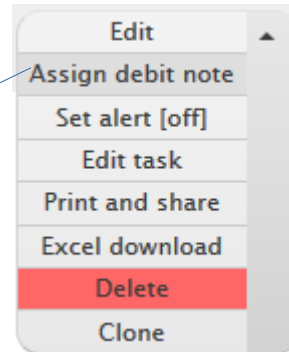 Edit
Assign debit note
Set alert [off]
Edit task
Print and share
Excel download
Delete
Clone